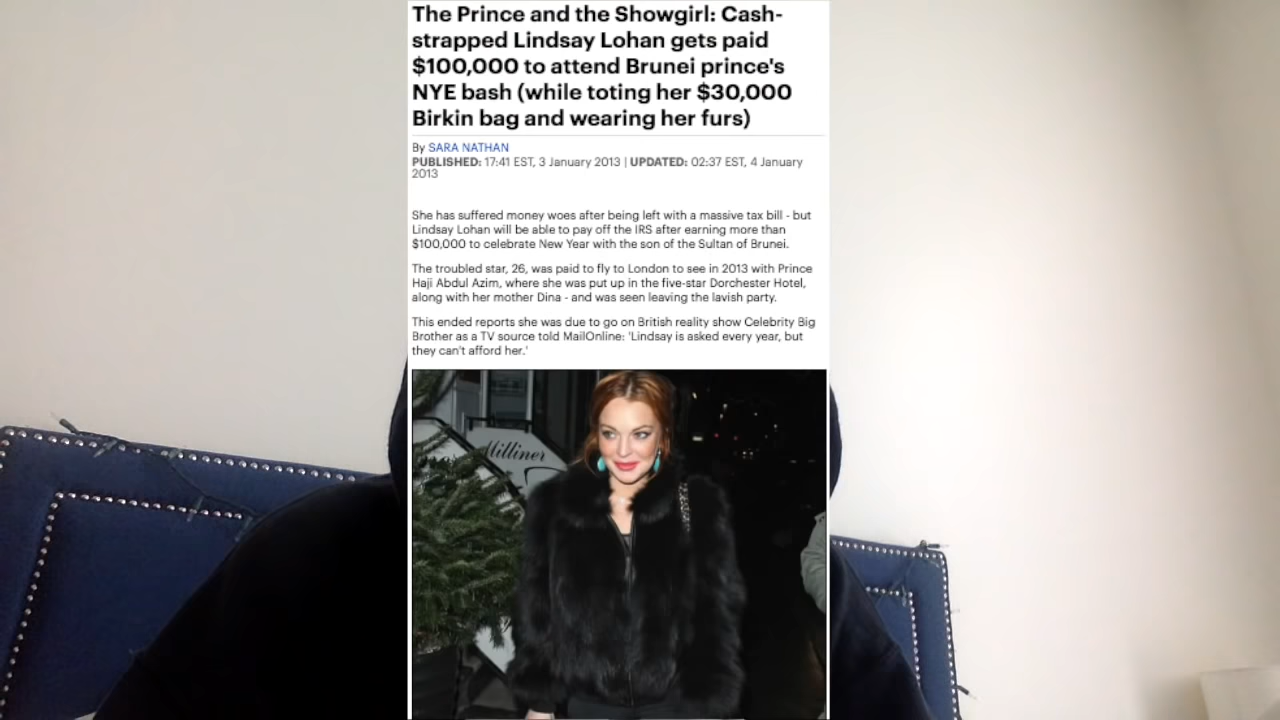 The Prince and the Showgirl: Cash-
strapped Lindsay Lohan gets paid
$100,000 to attend Brunei prince's
NYE bash (while toting her $30,000
Birkin bag and wearing her furs)
By SARA NATHAN
PUBLISHED: 17:41 EST, 3 January 2013 | UPDATED: 02:37 EST, 4 January
2013
She has suffered money woes after being left with a massive tax bill - but
Lindsay Lohan will be able to pay off the IRS after earning more than
$100,000 to celebrate New Year with the son of the Sultan of Brunei.
The troubled star, 26, was paid to fly to London to see in 2013 with Prince
Haji Abdul Azim, where she was put up in the five-star Dorchester Hotel,
along with her mother Dina - and was seen leaving the lavish party.
This ended reports she was due to go on British reality show Celebrity Big
Brother as a TV source told MailOnline: 'Lindsay is asked every year, but
they can't afford her.'
Milliner